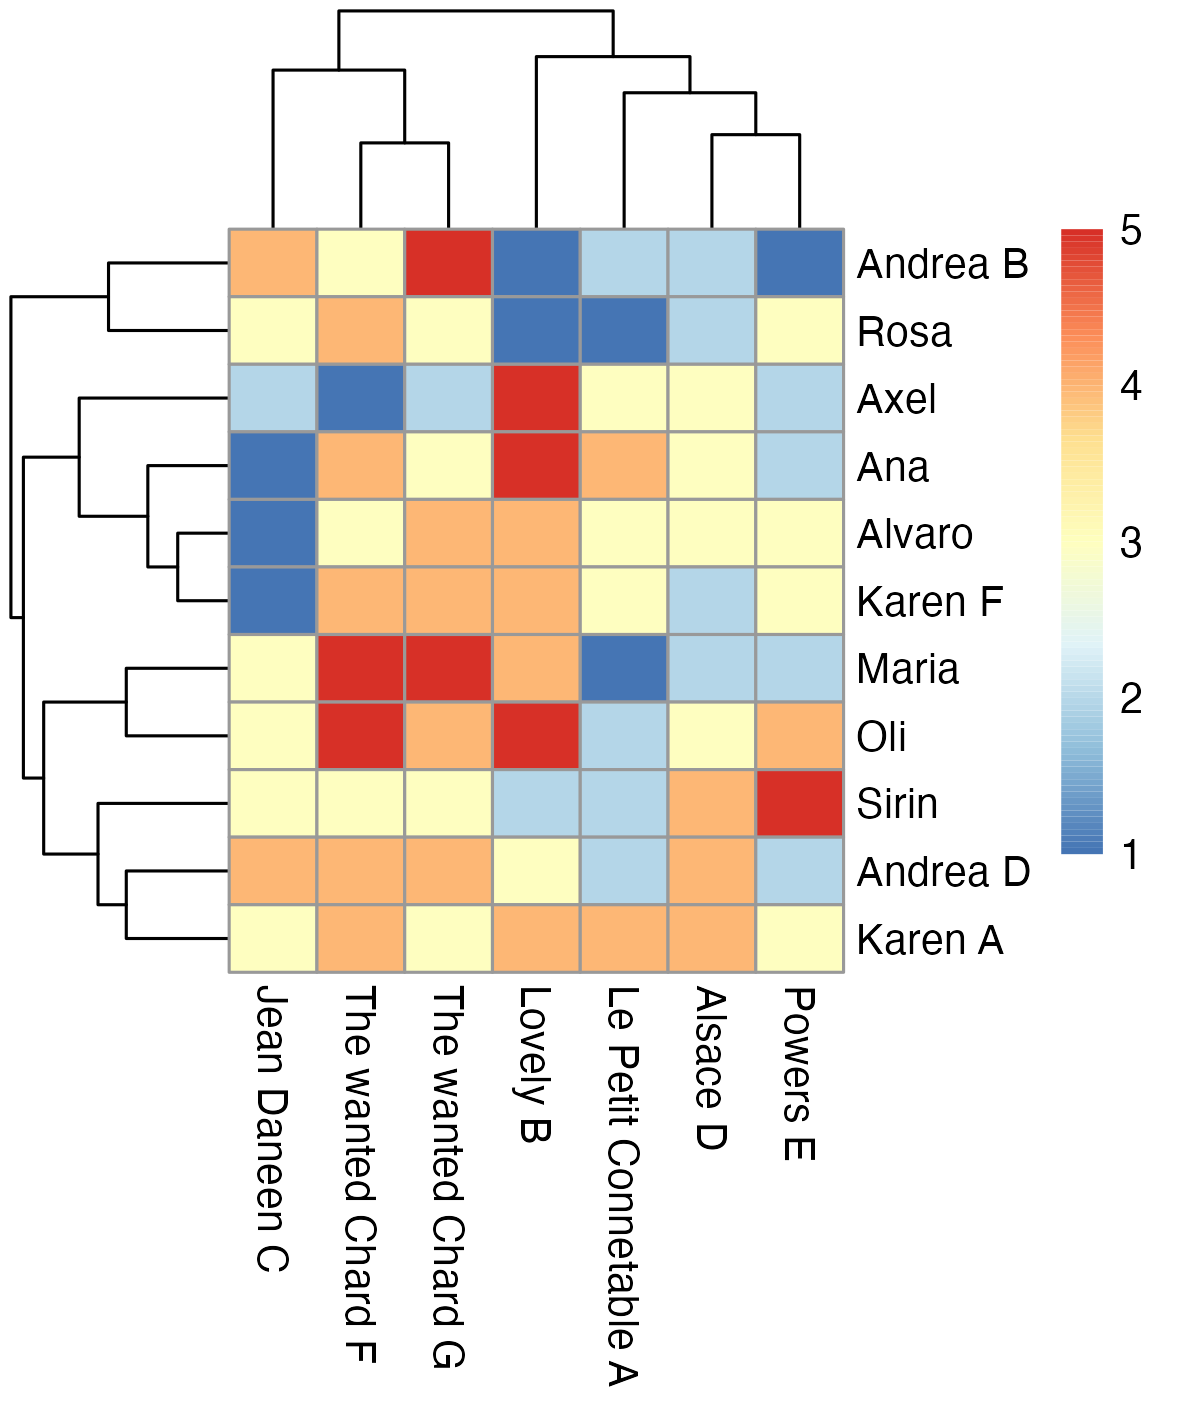 Andrea B
Rosa
Axel
Ana
Alvaro
Karen F
Maria
Oli
Sirin
Andrea D
Karen A
5
4
3
2
1
Jean Daneen C
The wanted Chard F
The wanted Chard G
Lovely B
Le Petit Connetable A
Alsace D
Powers E